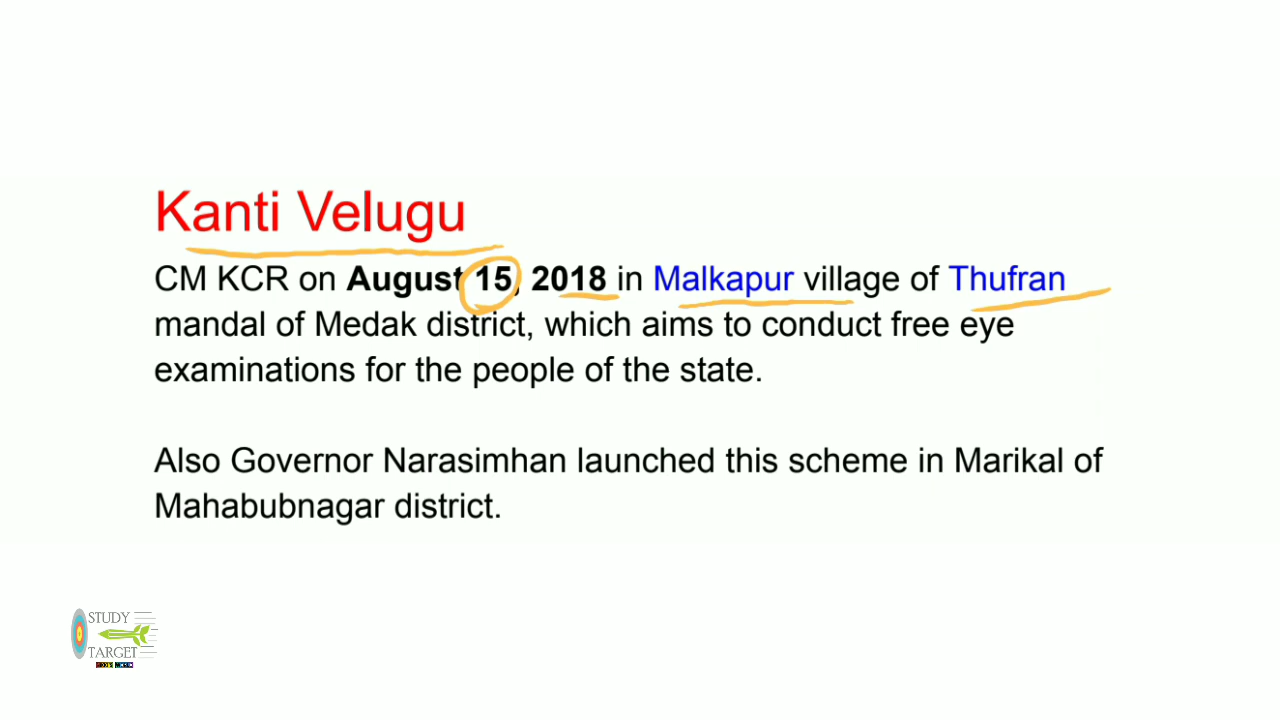 Kanti Velugu
CM KCR on August 15, 2018 in Malkapur village of Thufran
mandal of Medak district, which aims to conduct free eye
examinations for the people of the state.
Also Governor Narasimhan launched this scheme in Marikal of
Mahabubnagar district.
STUDY
TARGET